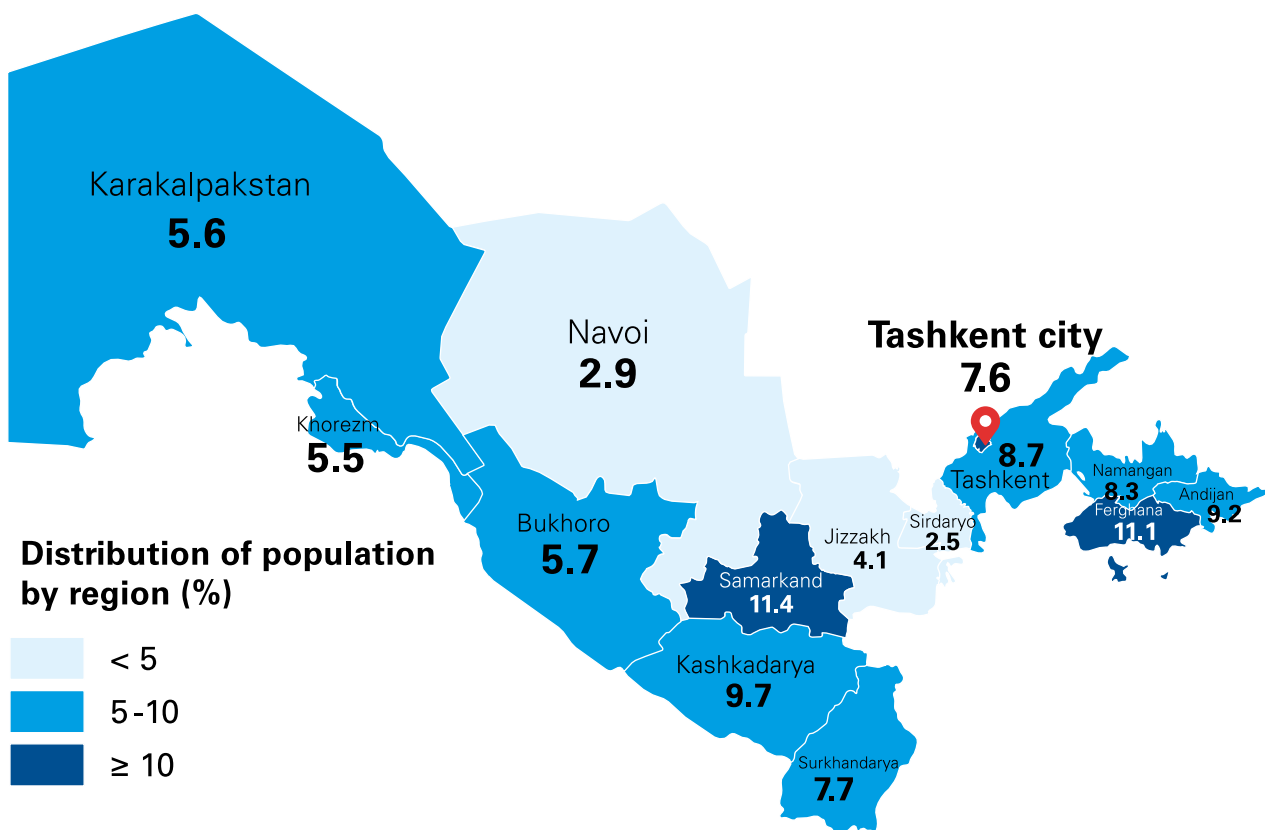 Karakalpakstan
5.6
Navoi
2.9
Tashkent city
7.6
Khorezm
5.5
8.7
Tashkent
Namangan
8.3
Andijan
9.2
Ferghana
11.1
Bukhoro
5.7
Jizzakh
4.1
Sirdaryo
2.5
Samarkand
11.4
Kashkadarya
9.7
Surkhandarya
7.7
Distribution of population
by region (%)
< 5
5-10
≥ 10